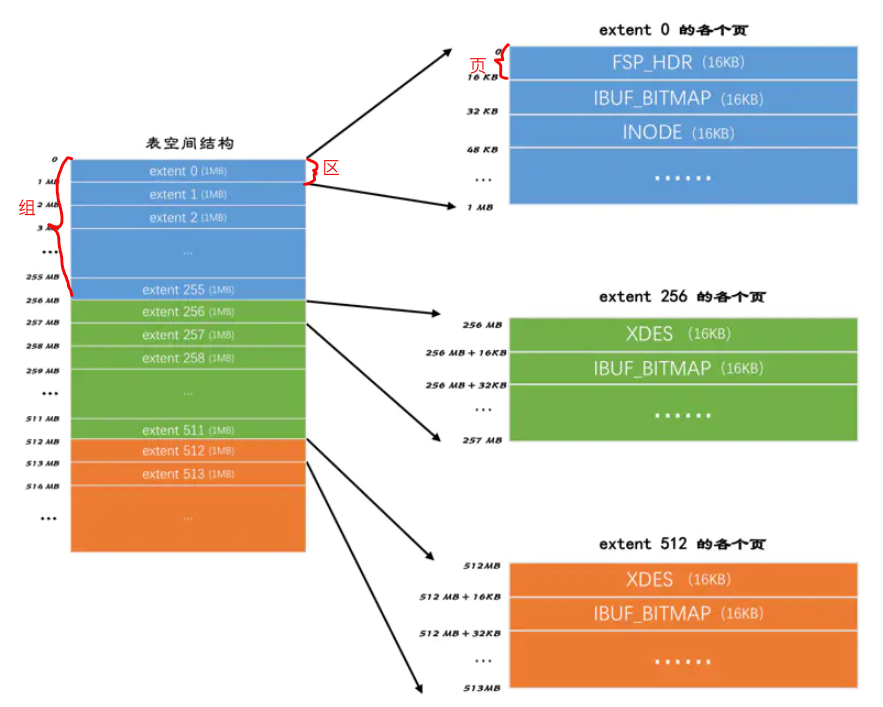 表空间结构
0
extent 0 (1MB)
1 MB
extent 1 (1MB)
2 MB
extent 2 (1MB)
3 MB
...
...
255 MB
extent 255 (1MB)
256 MB
extent 256 (1MB)
257 MB
extent 257 (1MB)
258 MB
extent 258 (1MB)
259 MB
...
...
511 MB
extent 511 (1MB)
512 MB
extent 512 (1MB)
513 MB
extent 513 (1MB)
514 MB
...
...
组
区
extent 0 的各个页
页
0
FSP_HDR (16KB)
16 KB
IBUF_BITMAP (16KB)
32 KB
INODE (16KB)
48 KB
...
......
1 MB
extent 256 的各个页
256 MB
XDES (16KB)
256 MB + 16KB
IBUF_BITMAP (16KB)
256 MB + 32KB
...
......
257 MB
extent 512 的各个页
512MB
XDES (16KB)
512 MB + 16KB
IBUF_BITMAP (16KB)
512 MB + 32KB
...
......
513MB